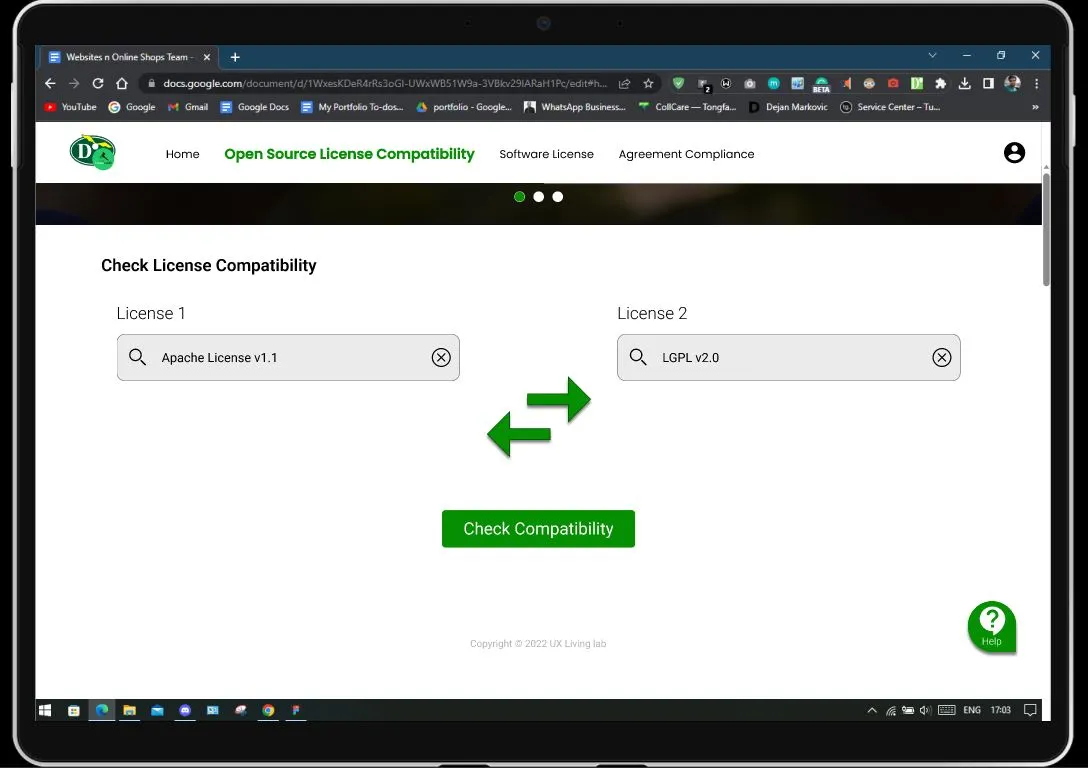 Websites n Online Shops Team -
docs.google.com/document/d/1WxesKDeR4rRs3oGI-UWxWB51W9a-3VBkv29IARaH1Pc/edit#h...
2
BETA
YouTube
Google
Gmail
Google Docs
My Portfolio To-dos...
portfolio - Google...
WhatsApp Business...
CollCare — Tongfa...
Dejan Markovic
Service Center – Tu...
D
Home
Open Source License Compatibility
Software License
Agreement Compliance
Check License Compatibility
License 1
License 2
Apache License v1.1
LGPL v2.0
Check Compatibility
?
Help
Copyright © 2022 UX Living lab
ENG
17:03